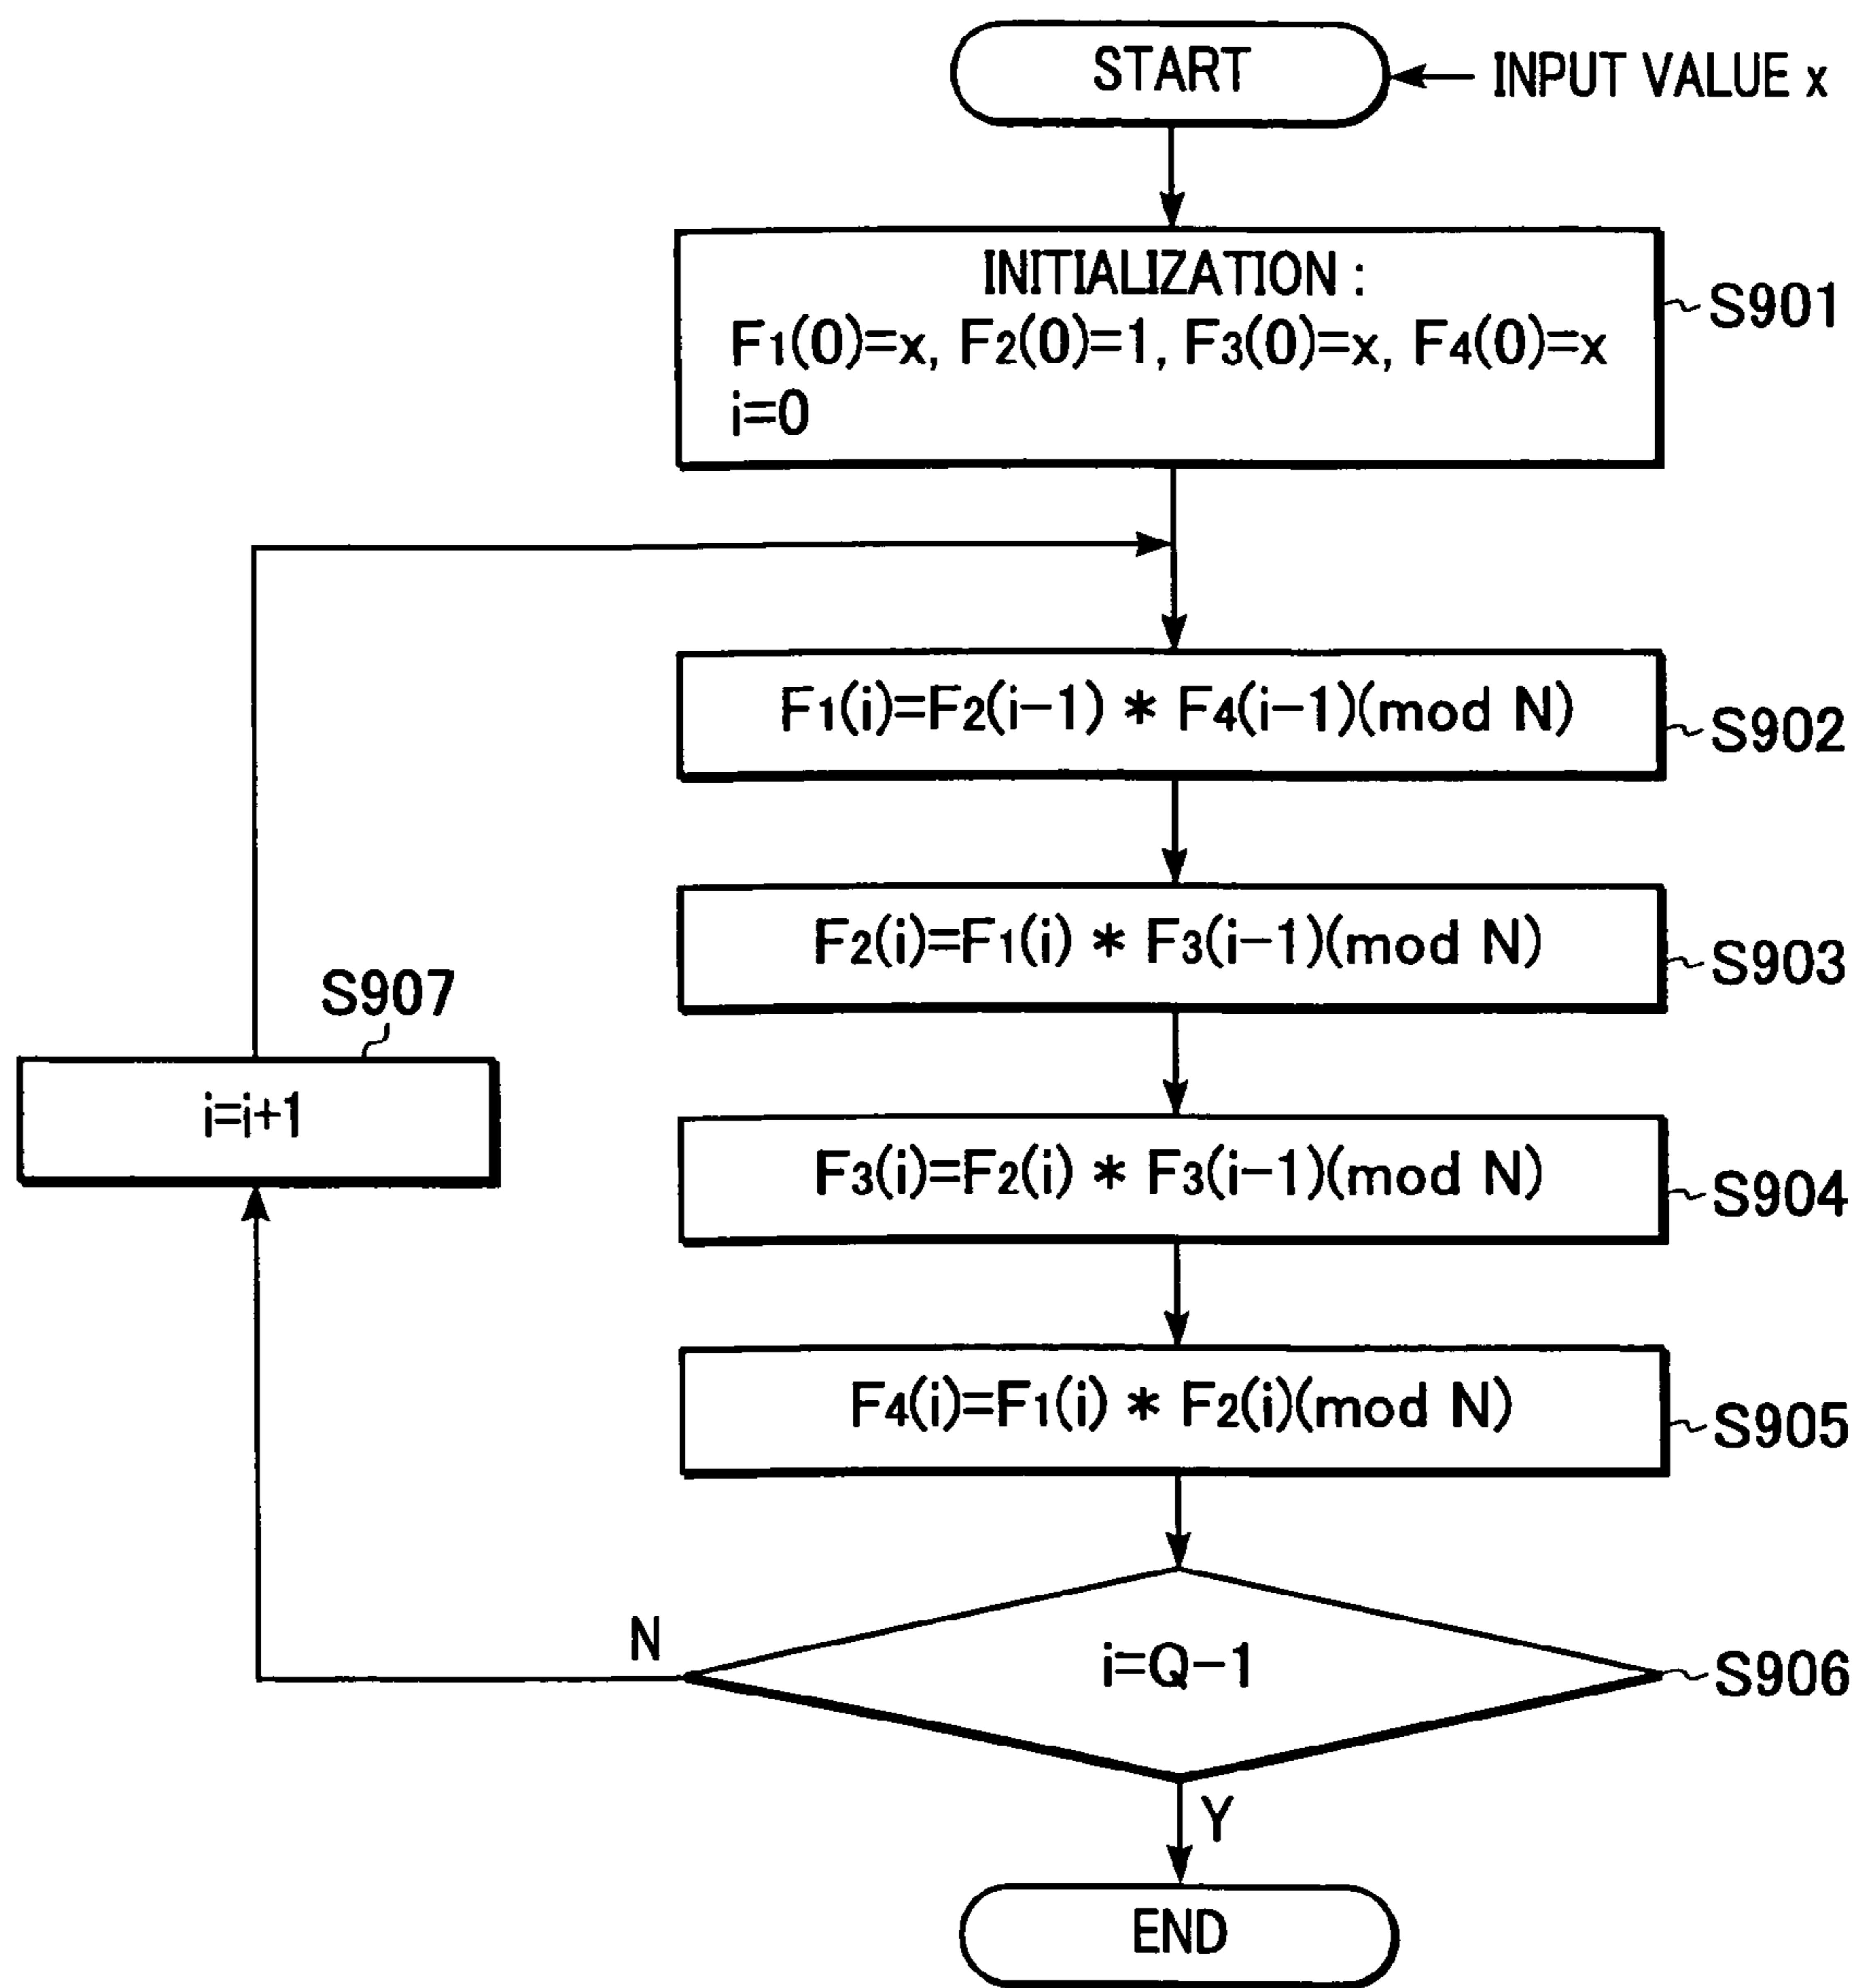 START
INPUT VALUE x
INITIALIZATION :
F1(0)=x, F2(0)=1, F3(0)=x, F4(0)=x
i=0
S901
F1(i)=F2(i-1) * F4(i-1)(mod N)
S902
F2(i)=F1(i) * F3(i-1)(mod N)
S903
S907
i=i+1
F3(i)=F2(i) * F3(i-1)(mod N)
S904
F4(i)=F1(i) * F2(i)(mod N)
S905
N
i=Q-1
S906
Y
END